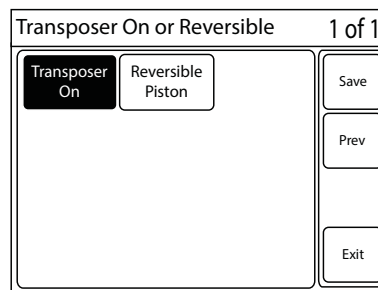 Transposer On or Reversible 1 of 1
Transposer
On
Reversible
Piston
Save
Prev
Exit